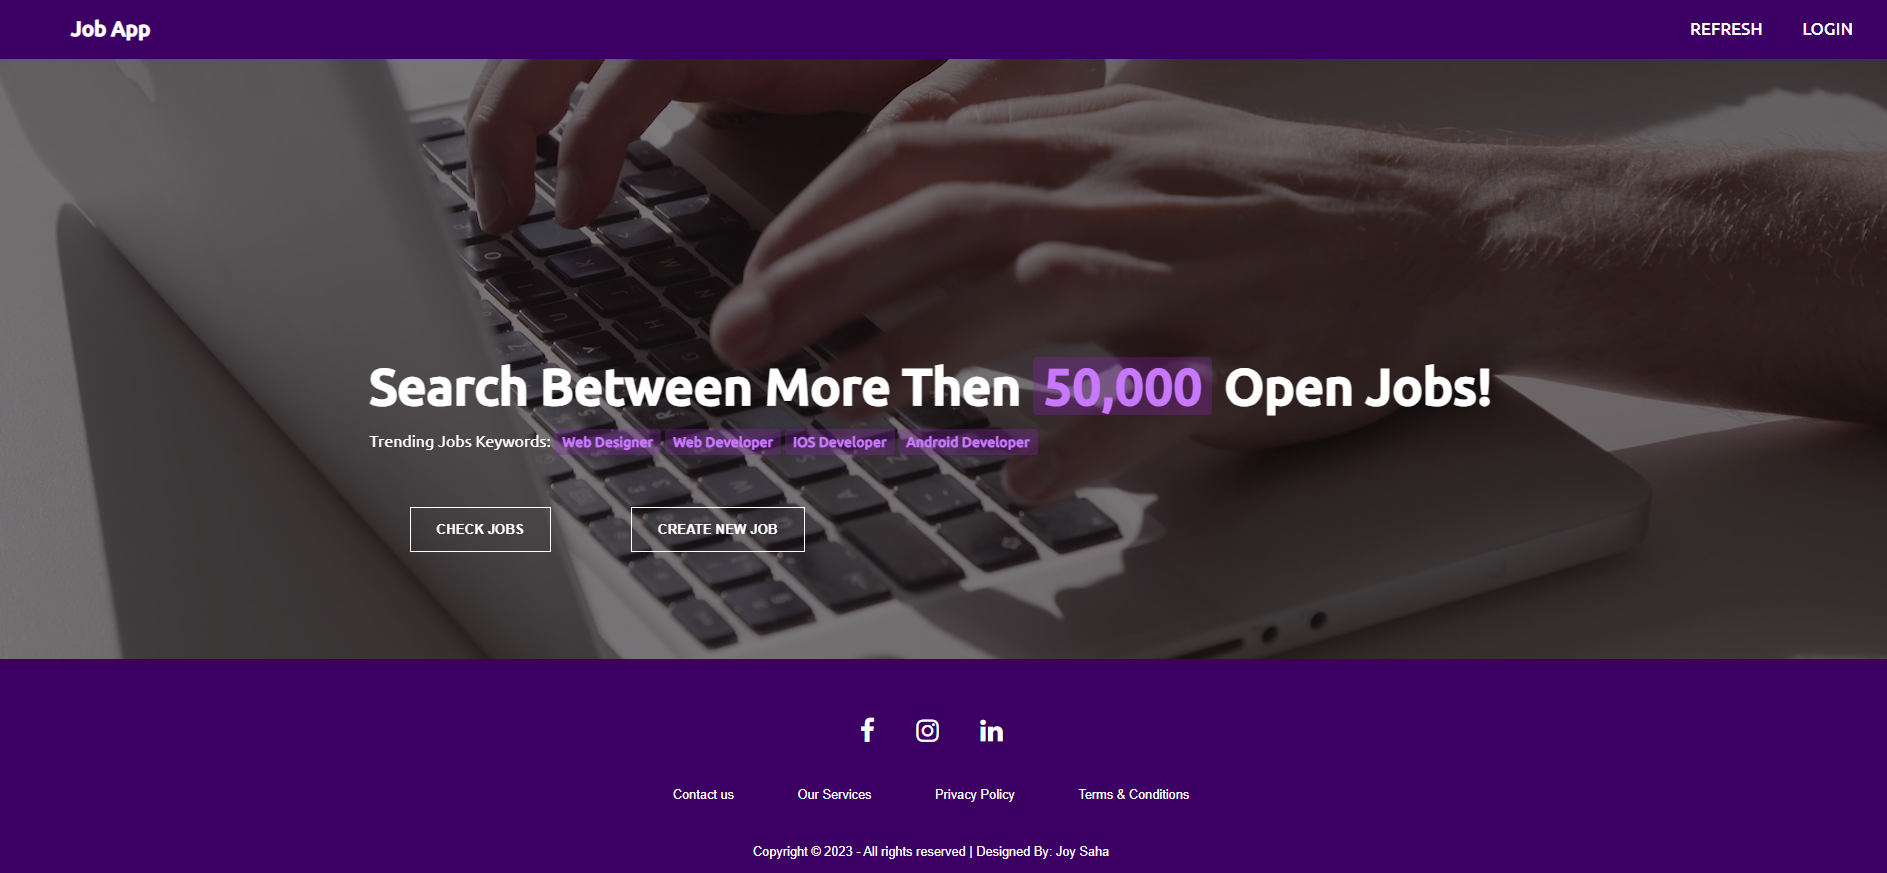 Job App
REFRESH LOGIN
Search Between More Then 50,000 Open Jobs!
Trending Jobs Keywords: Web Designer Web Developer IOS Developer Android Developer
CHECK JOBS CREATE NEW JOB
Contact us Our Services Privacy Policy Terms & Conditions
Copyright © 2023 - All rights reserved | Designed By: Joy Saha